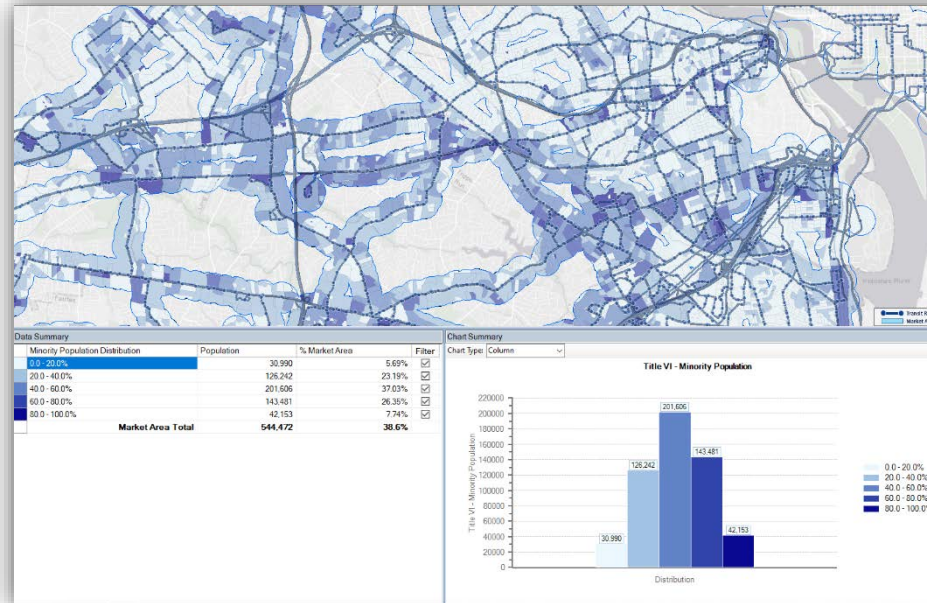 Fairfax
Potomac River
Transit R
Market A
Data Summary
Minority Population Distribution Population % Market Area Filter
0.0 - 20.0% 30,990 5.69%
20.0 - 40.0% 126,242 23.19%
40.0 - 60.0% 201,606 37.03%
60.0 - 80.0% 143,481 26.35%
80.0 - 100.0% 42,153 7.74%
Market Area Total 544,472 38.6%
Chart Summary
Chart Type: Column
Title VI - Minority Population
Title VI - Minority Population
220000
200000
180000
160000
140000
120000
100000
80000
60000
40000
20000
0
30,990
126,242
201,606
143,481
42,153
Distribution
0.0 - 20.0%
20.0 - 40.0%
40.0 - 60.0%
60.0 - 80.0%
80.0 - 100.0%